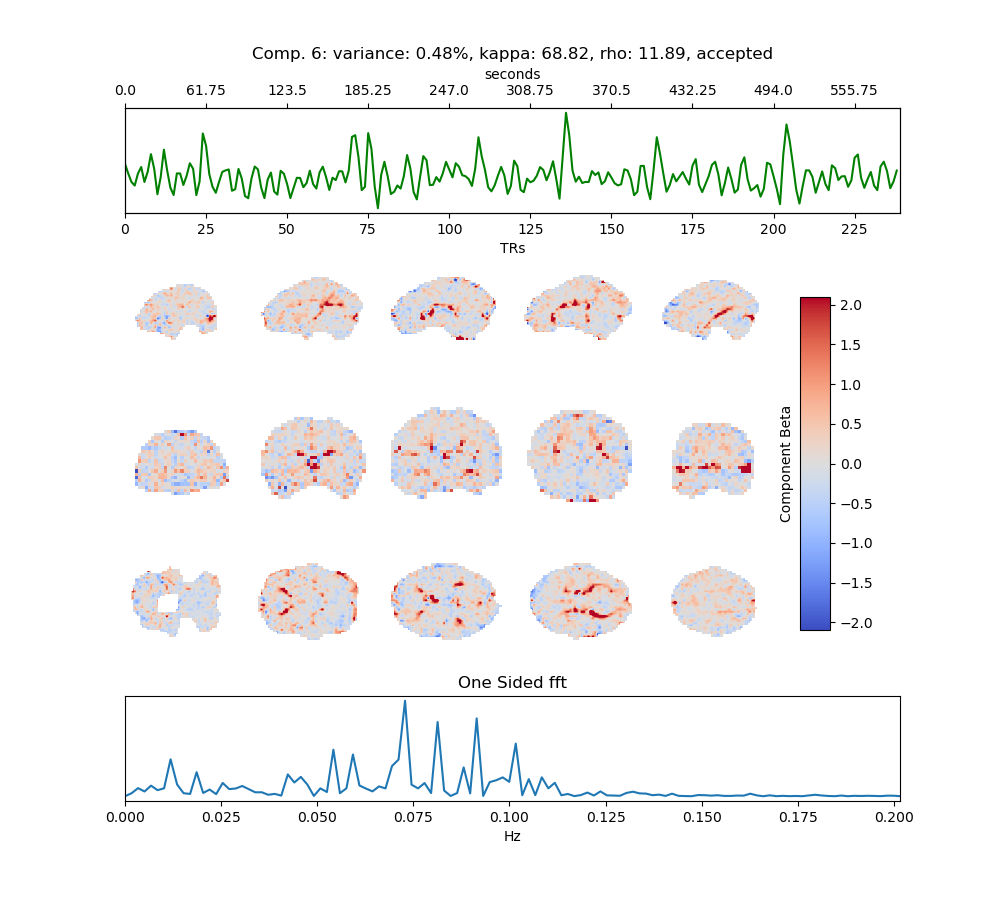 Comp. 6: variance: 0.48%, kappa: 68.82, rho: 11.89, accepted
seconds
0.0 61.75 123.5 185.25 247.0 308.75 370.5 432.25 494.0 555.75
0 25 50 75 100 125 150 175 200 225
TRs
2.0
1.5
1.0
0.5
0.0
−0.5
−1.0
−1.5
−2.0
Component Beta
One Sided fft
0.000 0.025 0.050 0.075 0.100 0.125 0.150 0.175 0.200
Hz